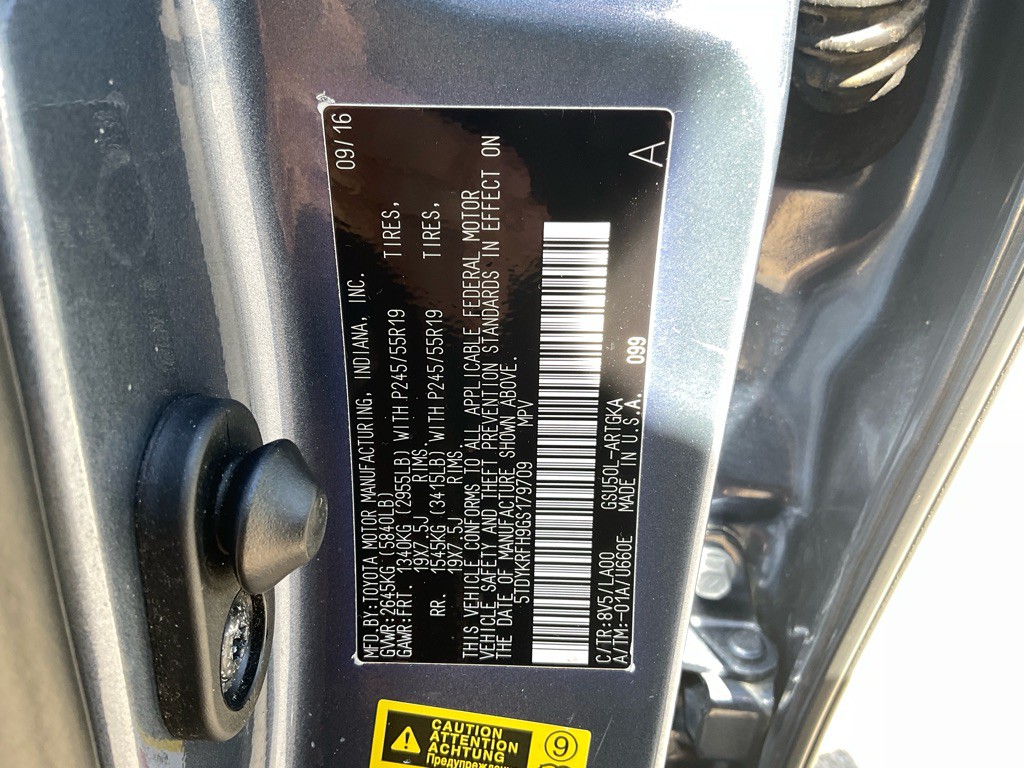 MFD.BY:TOYOTA MOTOR MANUFACTURING, INDIANA, INC. 09/16
GVWR:2645KG (5840LB)
GAWR:FRT. 1340KG (2955LB) WITH P245/55R19 TIRES,
19X7.5J RIMS.
RR. 1545KG (3415LB) WITH P245/55R19 TIRES,
19X7.5J RIMS
THIS VEHICLE CONFORMS TO ALL APPLICABLE FEDERAL MOTOR
VEHICLE SAFETY AND THEFT PREVENTION STANDARDS IN EFFECT ON
THE DATE OF MANUFACTURE SHOWN ABOVE.
5TDYKRFH9GS179709 MPV
C/TR:8V5/LA00 GSU50L-ARTGKA
A/TM:-01A/U660E MADE IN U.S.A. 099
A
CAUTION
ATTENTION
ACHTUNG
Предупреждение
9